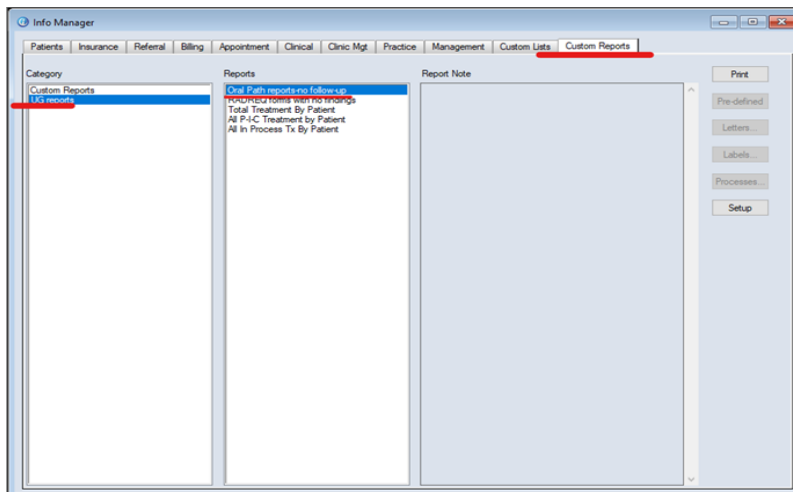 Info Manager
Patients Insurance Referral Billing Appointment Clinical Clinic Mgt Practice Management Custom Lists Custom Reports
Category Reports Report Note
Custom Reports
UG reports
Oral Path reports-no follow-up
RADREQ forms with no findings
Total Treatment By Patient
All P-I-C Treatment by Patient
All In Process Tx By Patient
Print
Pre-defined
Letters...
Labels...
Processes...
Setup